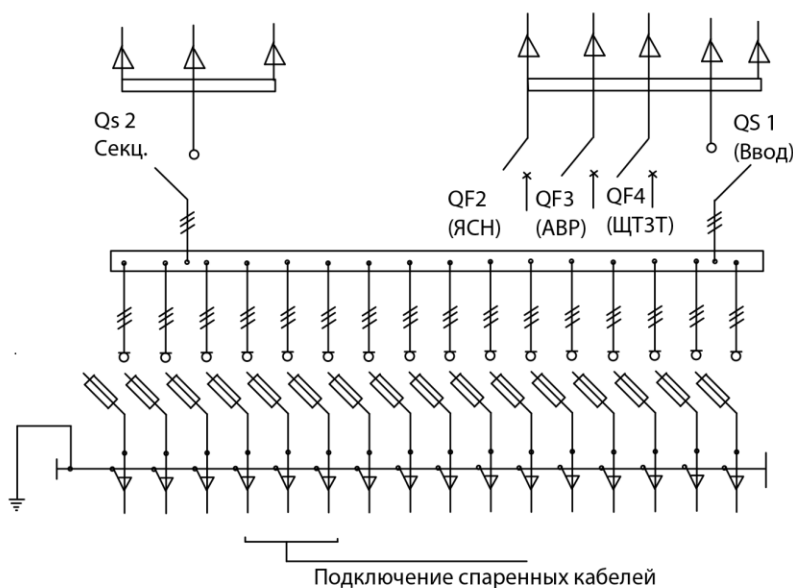 Qs 2
Секц.
QS 1
(Ввод)
QF2
(ЯСН)
QF3
(АВР)
QF4
(ЩТЗТ)
Подключение спаренных кабелей